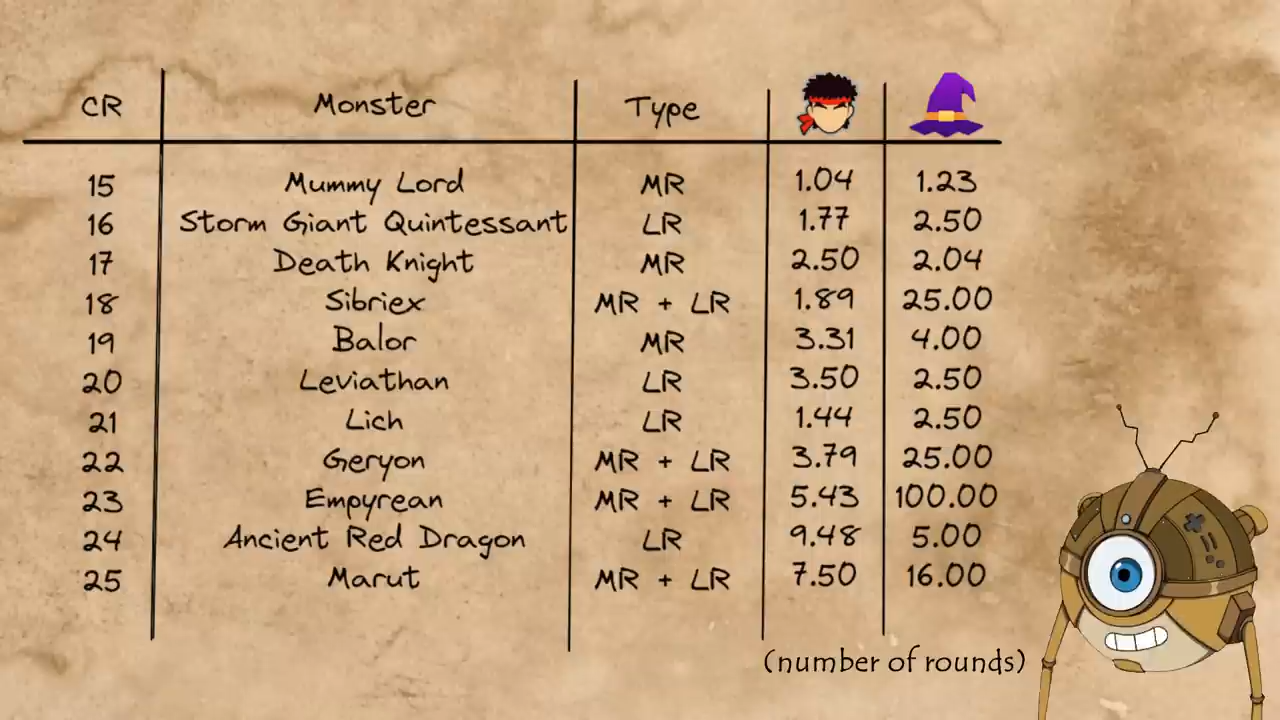 CR Monster Type
15 Mummy Lord MR 1.04 1.23
16 Storm Giant Quintessant LR 1.77 2.50
17 Death Knight MR 2.50 2.04
18 Sibriex MR + LR 1.89 25.00
19 Balor MR 3.31 4.00
20 Leviathan LR 3.50 2.50
21 Lich LR 1.44 2.50
22 Geryon MR + LR 3.79 25.00
23 Empyrean MR + LR 5.43 100.00
24 Ancient Red Dragon LR 9.48 5.00
25 Marut MR + LR 7.50 16.00
(number of rounds)